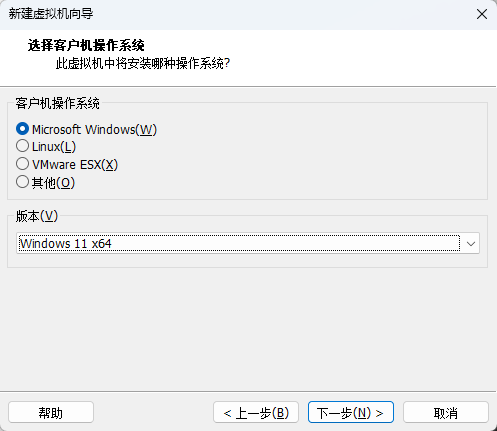 新建虚拟机向导
选择客户机操作系统
此虚拟机中将安装哪种操作系统?
客户机操作系统
Microsoft Windows(W)
Linux(L)
VMware ESX(X)
其他(O)
版本(V)
Windows 11 x64
帮助
< 上一步(B)
下一步(N) >
取消